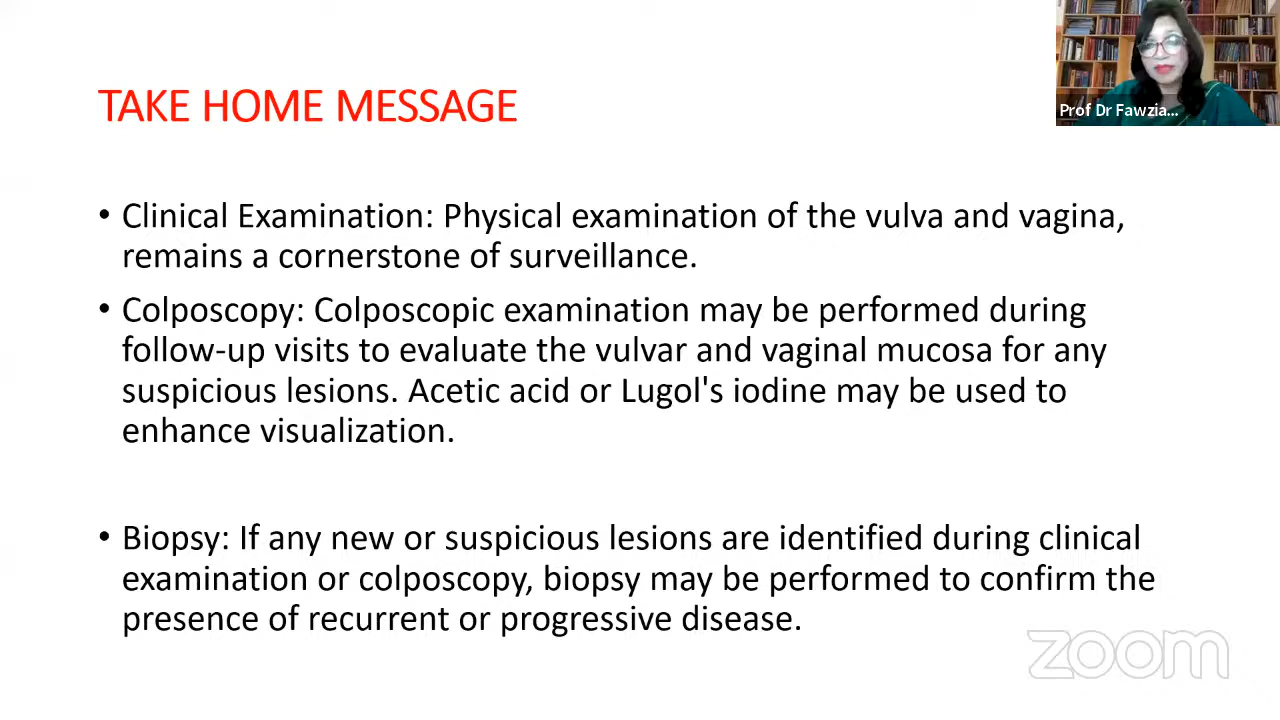 TAKE HOME MESSAGE
Prof Dr Fawzia...
• Clinical Examination: Physical examination of the vulva and vagina,
remains a cornerstone of surveillance.
• Colposcopy: Colposcopic examination may be performed during
follow-up visits to evaluate the vulvar and vaginal mucosa for any
suspicious lesions. Acetic acid or Lugol's iodine may be used to
enhance visualization.
• Biopsy: If any new or suspicious lesions are identified during clinical
examination or colposcopy, biopsy may be performed to confirm the
presence of recurrent or progressive disease.
zoom